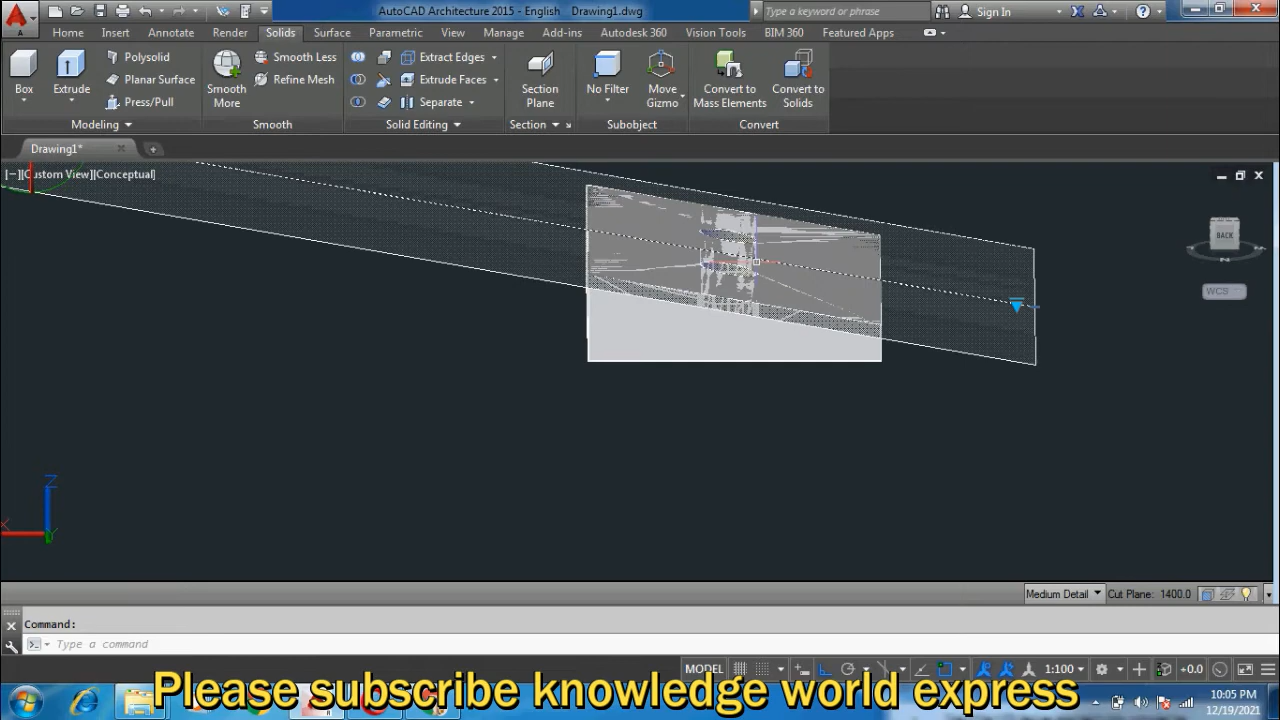 AutoCAD Architecture 2015 - English Drawing1.dwg
Type a keyword or phrase
Sign In
Home Insert Annotate Render Solids Surface Parametric View Manage Add-ins Autodesk 360 Vision Tools BIM 360 Featured Apps
Box
Extrude
Polysolid
Planar Surface
Press/Pull
Modeling
Smooth More
Smooth Less
Refine Mesh
Smooth
Extract Edges
Extrude Faces
Separate
Solid Editing
Section Plane
Section
No Filter
Move Gizmo
Subobject
Convert to Mass Elements
Convert to Solids
Convert
Drawing1*
[−][Custom View][Conceptual]
BACK
WCS
Z
X
Y
Medium Detail Cut Plane: 1400.0
Command:
Type a command
MODEL 1:100 +0.0
Please subscribe knowledge world express
10:05 PM
12/19/2021